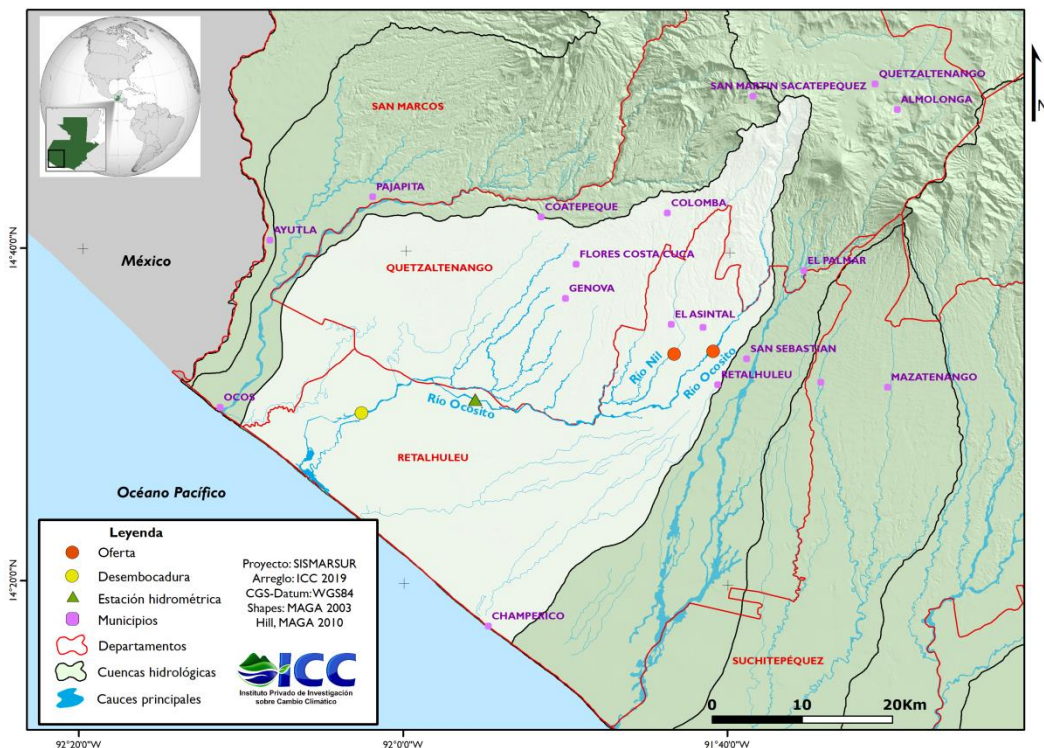 SAN MARTIN SACATEPEQUEZ
QUETZALTENANGO
ALMOLONGA
N
SAN MARCOS
PAJAPITA
COATEPEQUE
COLOMBA
AYUTLA
14°40'0"N
México
QUETZALTENANGO
FLORES COSTA CUCA
EL PALMAR
GENOVA
EL ASINTAL
SAN SEBASTIAN
Río Nil
Río Ocosito
RETALHULEU
MAZATENANGO
OCOS
Río Ocosito
RETALHULEU
Océano Pacífico
Leyenda
Oferta
Desembocadura
Estación hidrométrica
Municipios
Departamentos
Cuencas hidrológicas
Cauces principales
Proyecto: SISMARSUR
Arreglo: ICC 2019
CGS-Datum: WGS84
Shapes: MAGA 2003
Hill, MAGA 2010
ICC
Instituto Privado de Investigación
sobre Cambio Climático
14°20'0"N
CHAMPERICO
SUCHITEPÉQUEZ
0 10 20Km
92°20'0"W 92°0'0"W 91°40'0"W